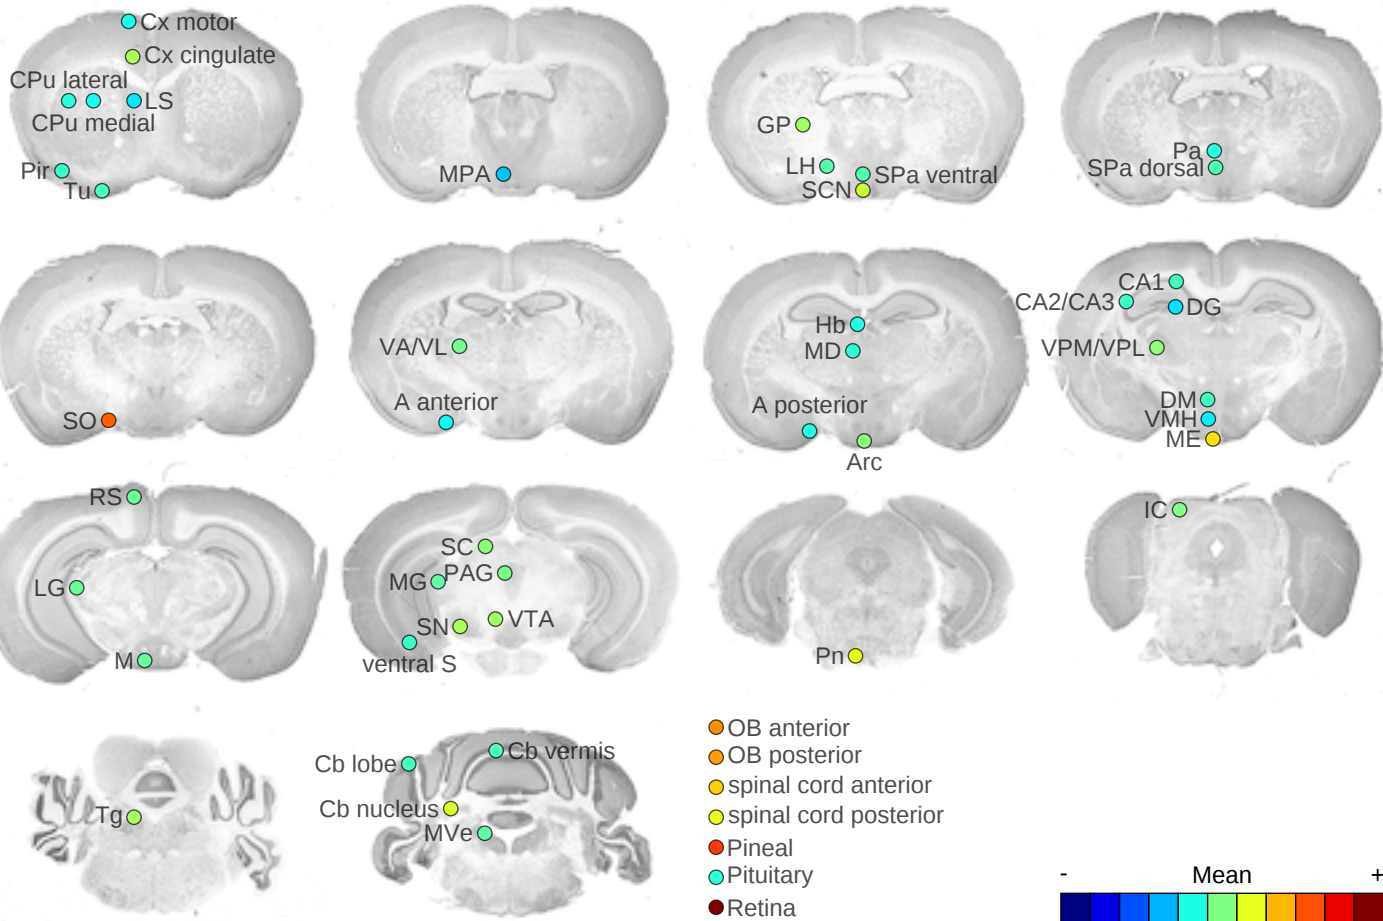 Cx motor
Cx cingulate
CPu lateral
LS
CPu medial
Pir
Tu
MPA
GP
LH
SPa ventral
SCN
Pa
SPa dorsal
SO
VA/VL
A anterior
Hb
MD
A posterior
Arc
CA1
CA2/CA3
DG
VPM/VPL
DM
VMH
ME
RS
LG
M
SC
PAG
MG
SN
VTA
ventral S
Pn
IC
Tg
Cb vermis
Cb lobe
Cb nucleus
MVe
OB anterior
OB posterior
spinal cord anterior
spinal cord posterior
Pineal
Pituitary
Retina
- Mean +